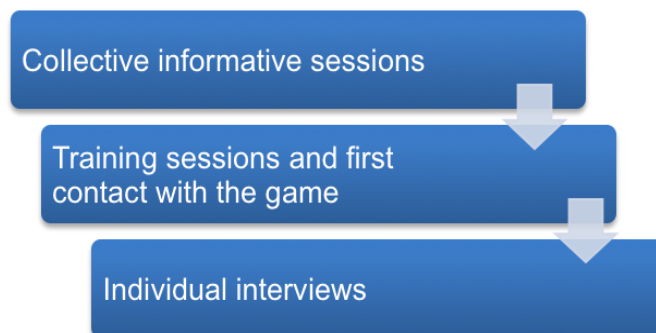 Collective informative sessions
Training sessions and first
contact with the game
Individual interviews